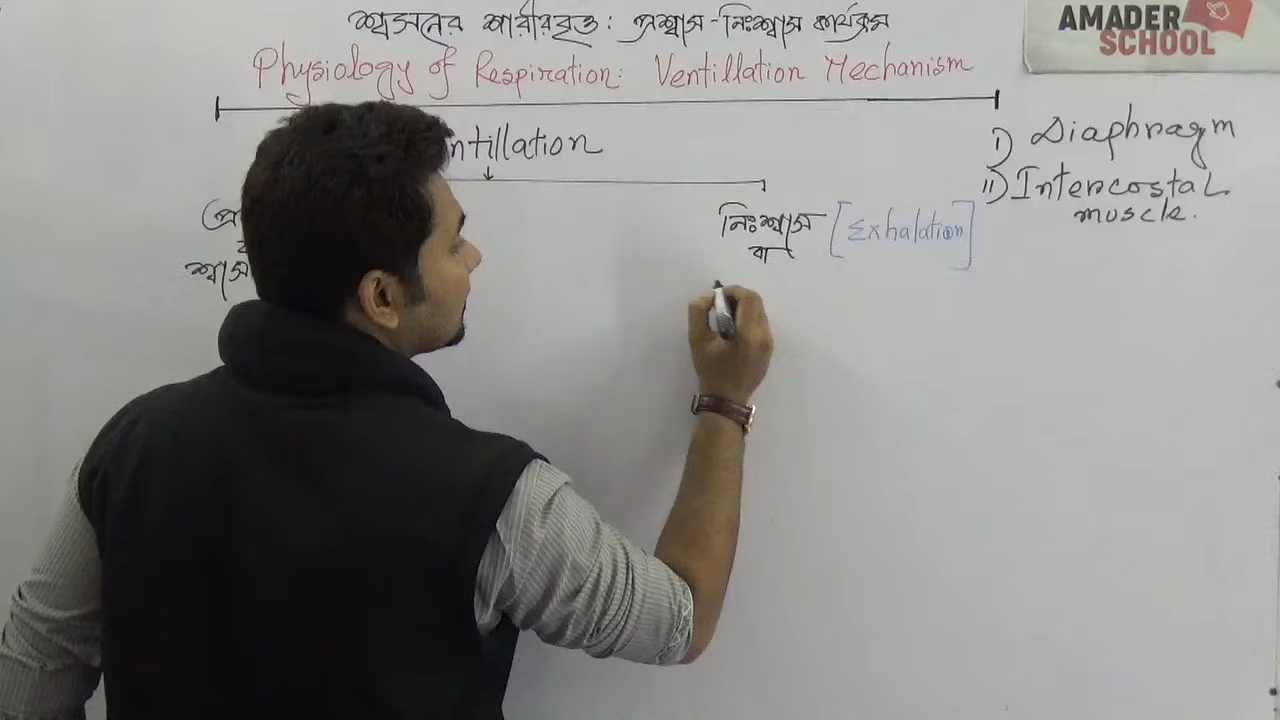 শ্বসনের শারীরবৃত্ত: প্রশ্বাস-নিঃশ্বাস কার্যক্রম
AMADER
SCHOOL
Physiology of Respiration: Ventillation Mechanism
ntillation
i) Diaphragm
ii) Intercostal
muscle.
নিঃশ্বাস [Exhalation]
বা
শ্বাস